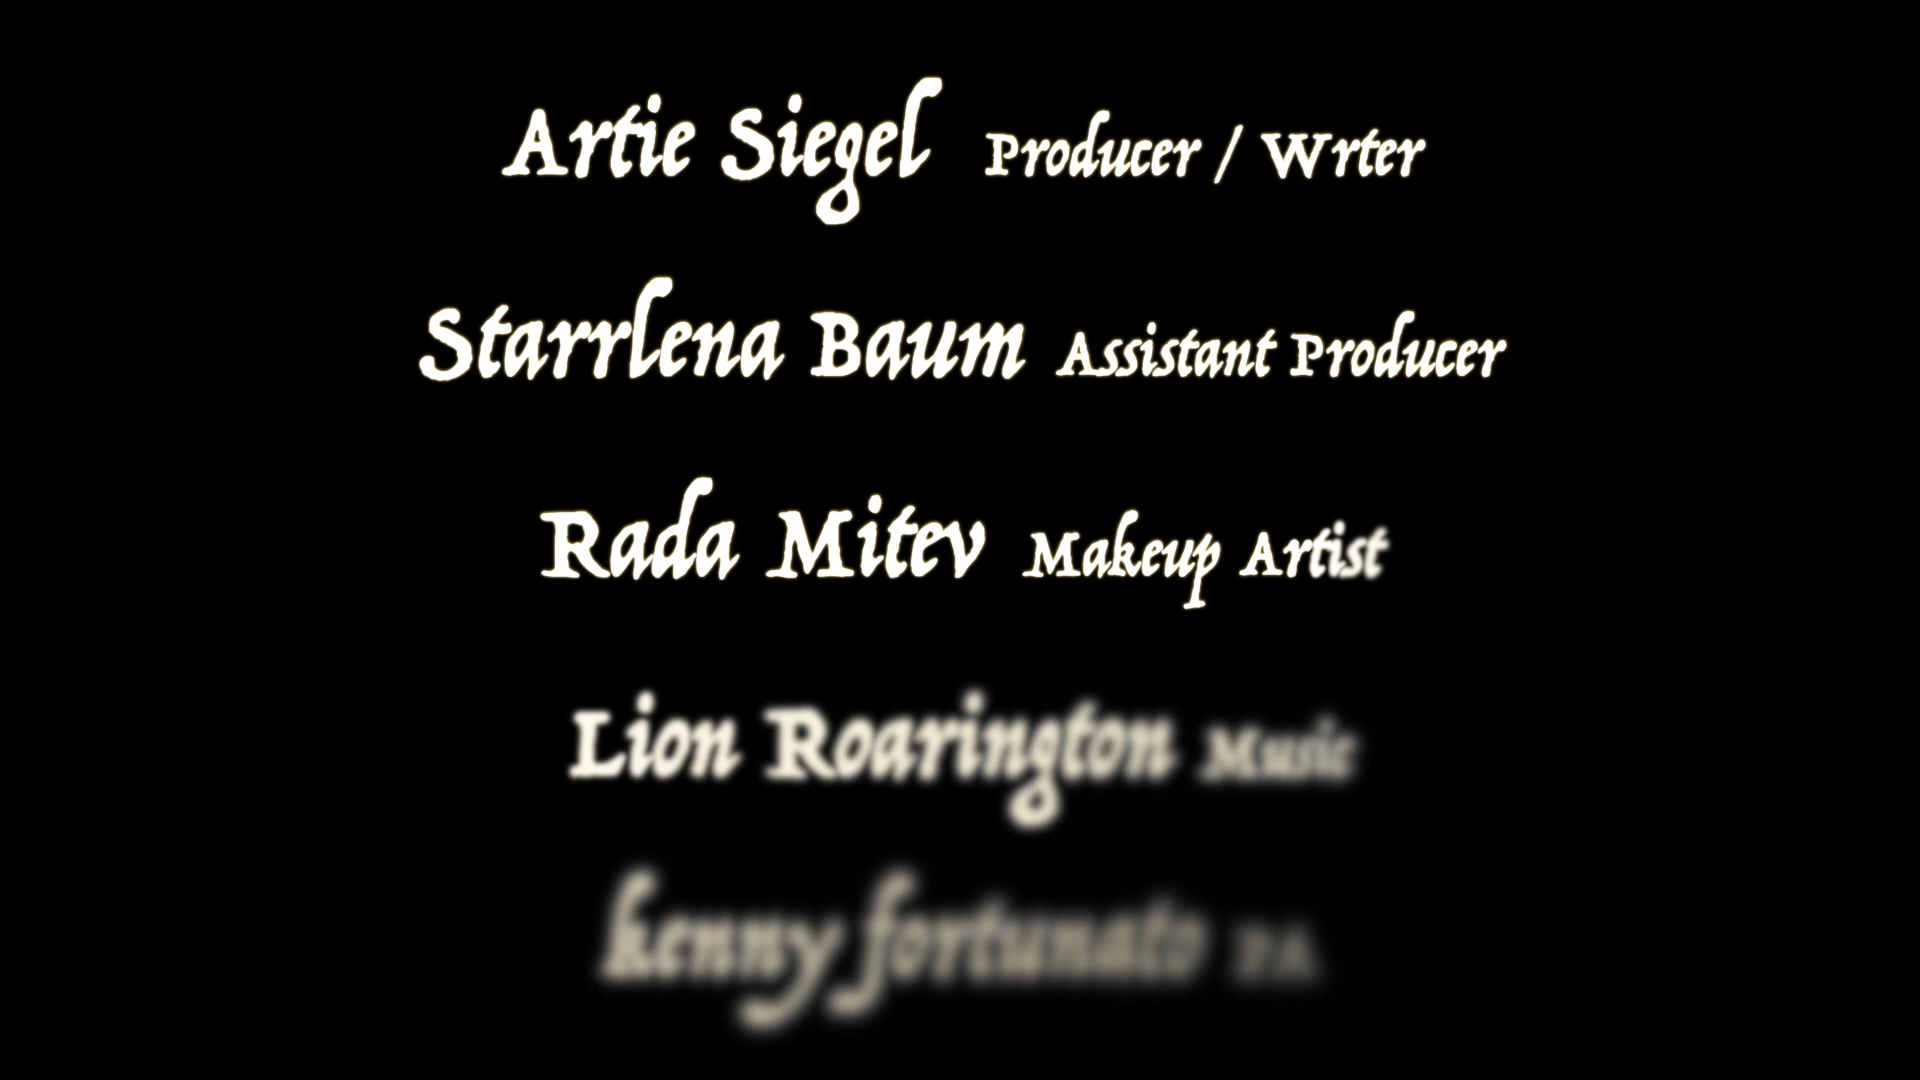 Artie Siegel Producer / Wrter
Starrlena Baum Assistant Producer
Rada Mitev Makeup Artist
Lion Roarington Music
kenny fortunato PA